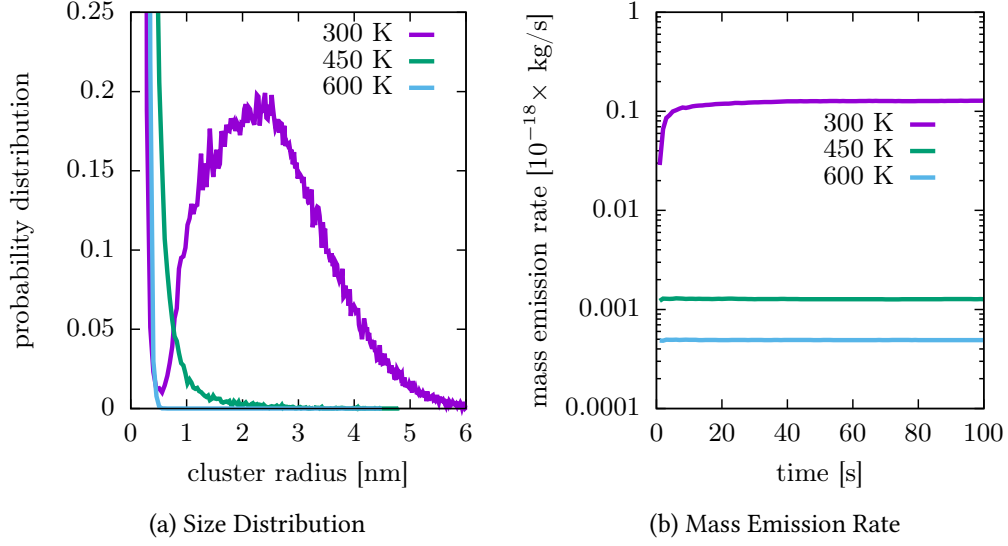 probability distribution
0.25
0.2
0.15
0.1
0.05
0
300 K
450 K
600 K
0 1 2 3 4 5 6
cluster radius [nm]
(a) Size Distribution
mass emission rate [10⁻¹⁸ × kg/s]
1
0.1
0.01
0.001
0.0001
300 K
450 K
600 K
0 20 40 60 80 100
time [s]
(b) Mass Emission Rate